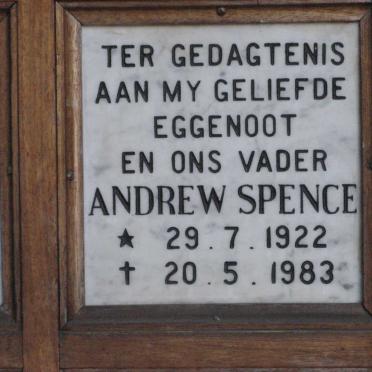 TER GEDAGTENIS
AAN MY GELIEFDE
EGGENOOT
EN ONS VADER
ANDREW SPENCE
★ 29.7.1922
† 20.5.1983